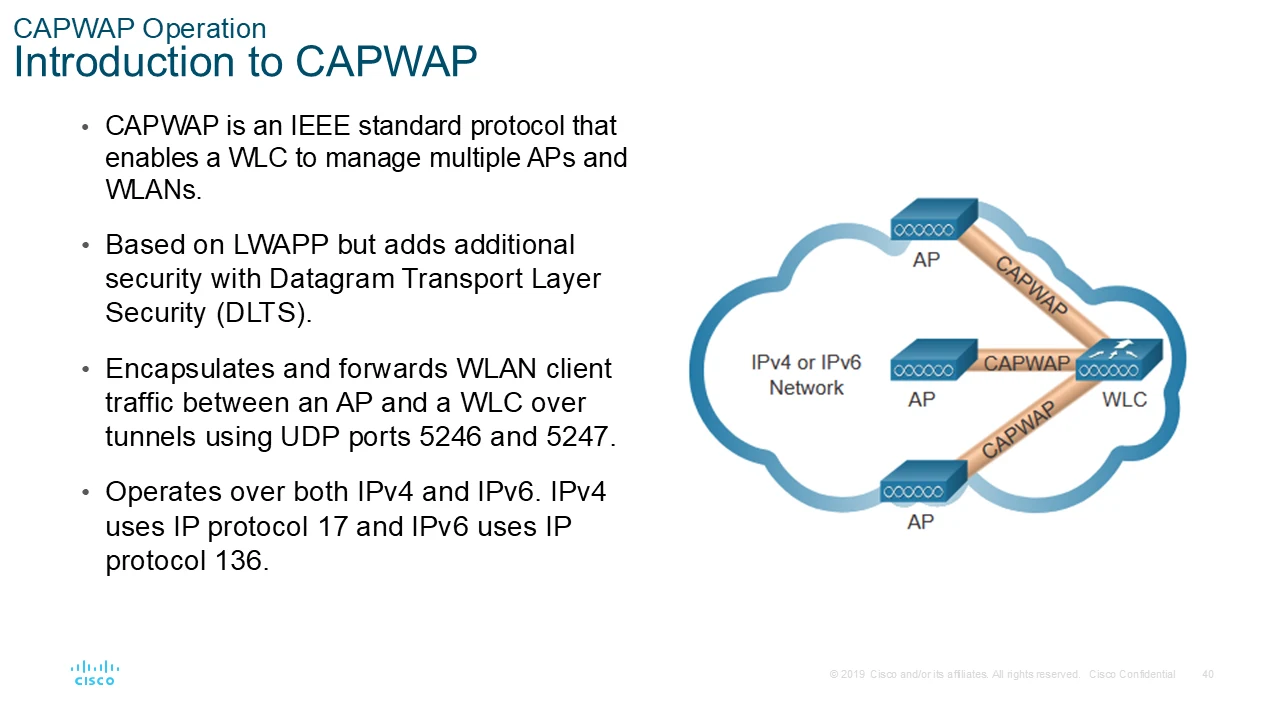 CAPWAP Operation
Introduction to CAPWAP
• CAPWAP is an IEEE standard protocol that
enables a WLC to manage multiple APs and
WLANs.
• Based on LWAPP but adds additional
security with Datagram Transport Layer
Security (DLTS).
• Encapsulates and forwards WLAN client
traffic between an AP and a WLC over
tunnels using UDP ports 5246 and 5247.
• Operates over both IPv4 and IPv6. IPv4
uses IP protocol 17 and IPv6 uses IP
protocol 136.
AP
CAPWAP
IPv4 or IPv6
Network
AP
CAPWAP
WLC
CAPWAP
AP
CISCO
© 2019 Cisco and/or its affiliates. All rights reserved. Cisco Confidential
40